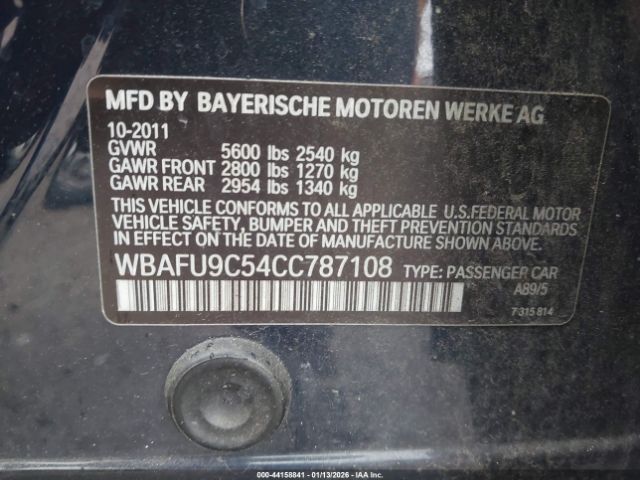 MFD BY BAYERISCHE MOTOREN WERKE AG
10-2011
GVWR 5600 lbs 2540 kg
GAWR FRONT 2800 lbs 1270 kg
GAWR REAR 2954 lbs 1340 kg
THIS VEHICLE CONFORMS TO ALL APPLICABLE U.S.FEDERAL MOTOR
VEHICLE SAFETY, BUMPER AND THEFT PREVENTION STANDARDS
IN EFFECT ON THE DATE OF MANUFACTURE SHOWN ABOVE.
WBAFU9C54CC787108 TYPE: PASSENGER CAR
A89/5
7 315 814
000-44158841 - 01/13/2026 - IAA Inc.